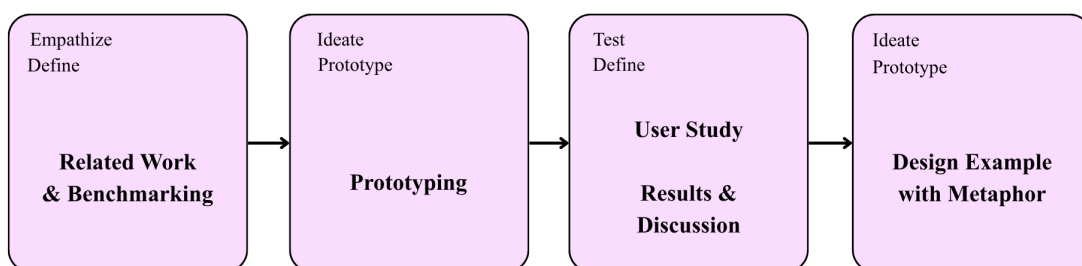 Empathize
Define
Related Work
& Benchmarking
Ideate
Prototype
Prototyping
Test
Define
User Study
Results &
Discussion
Ideate
Prototype
Design Example
with Metaphor